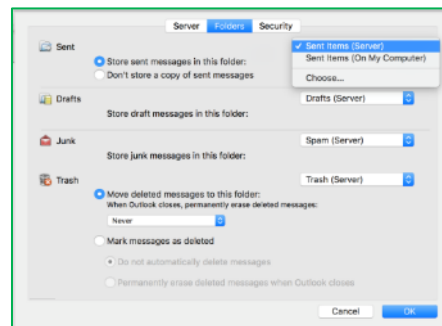 Server Folders Security
Sent
Sent Items (Server)
Store sent messages in this folder:
Sent Items (On My Computer)
Don't store a copy of sent messages
Choose...
Drafts
Drafts (Server)
Store draft messages in this folder:
Junk
Spam (Server)
Store junk messages in this folder:
Trash
Trash (Server)
Move deleted messages to this folder:
When Outlook closes, permanently erase deleted messages:
Never
Mark messages as deleted
Do not automatically delete messages
Permanently erase deleted messages when Outlook closes
Cancel OK